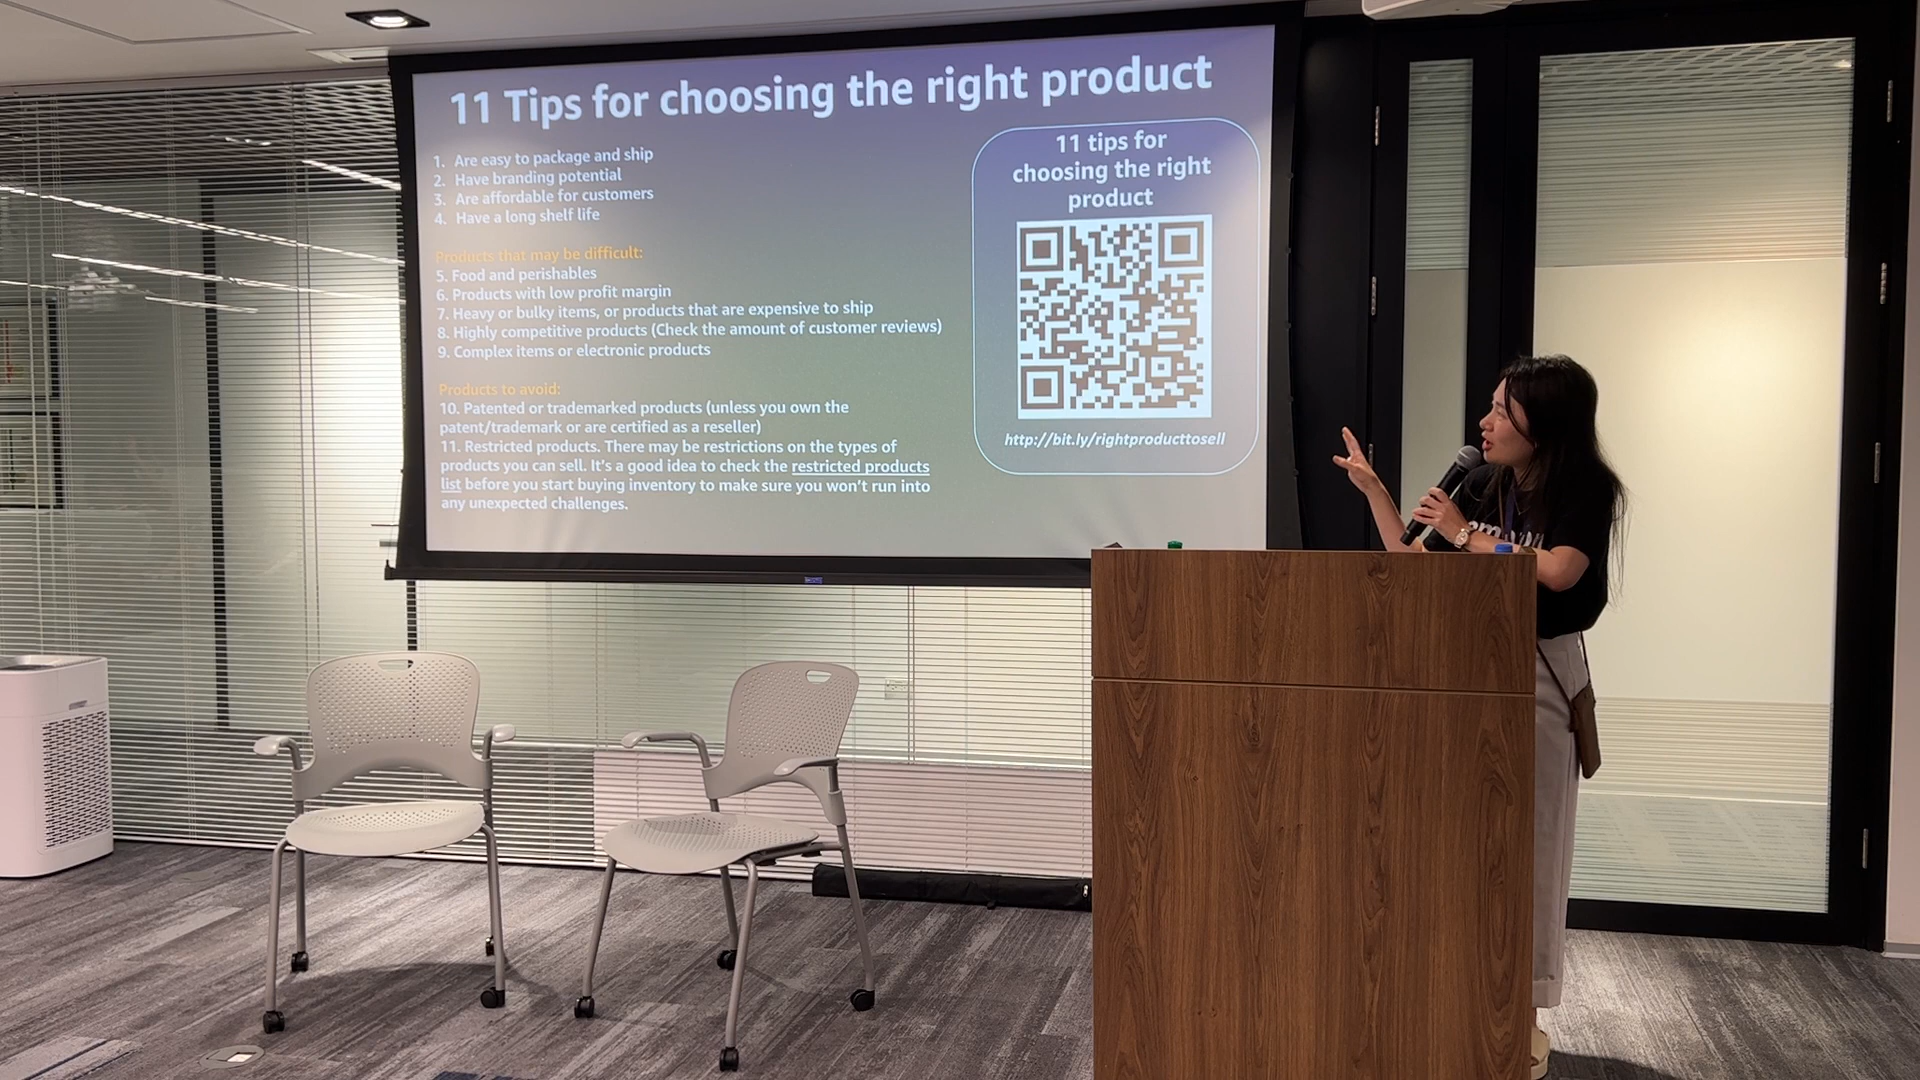 11 Tips for choosing the right product
1. Are easy to package and ship
2. Have branding potential
3. Are affordable for customers
4. Have a long shelf life
Products that may be difficult:
5. Food and perishables
6. Products with low profit margin
7. Heavy or bulky items, or products that are expensive to ship
8. Highly competitive products (Check the amount of customer reviews)
9. Complex items or electronic products
Products to avoid:
10. Patented or trademarked products (unless you own the
patent/trademark or are certified as a reseller)
11. Restricted products. There may be restrictions on the types of
products you can sell. It's a good idea to check the restricted products
list before you start buying inventory to make sure you won't run into
any unexpected challenges.
11 tips for
choosing the right
product
http://bit.ly/rightproducttosell